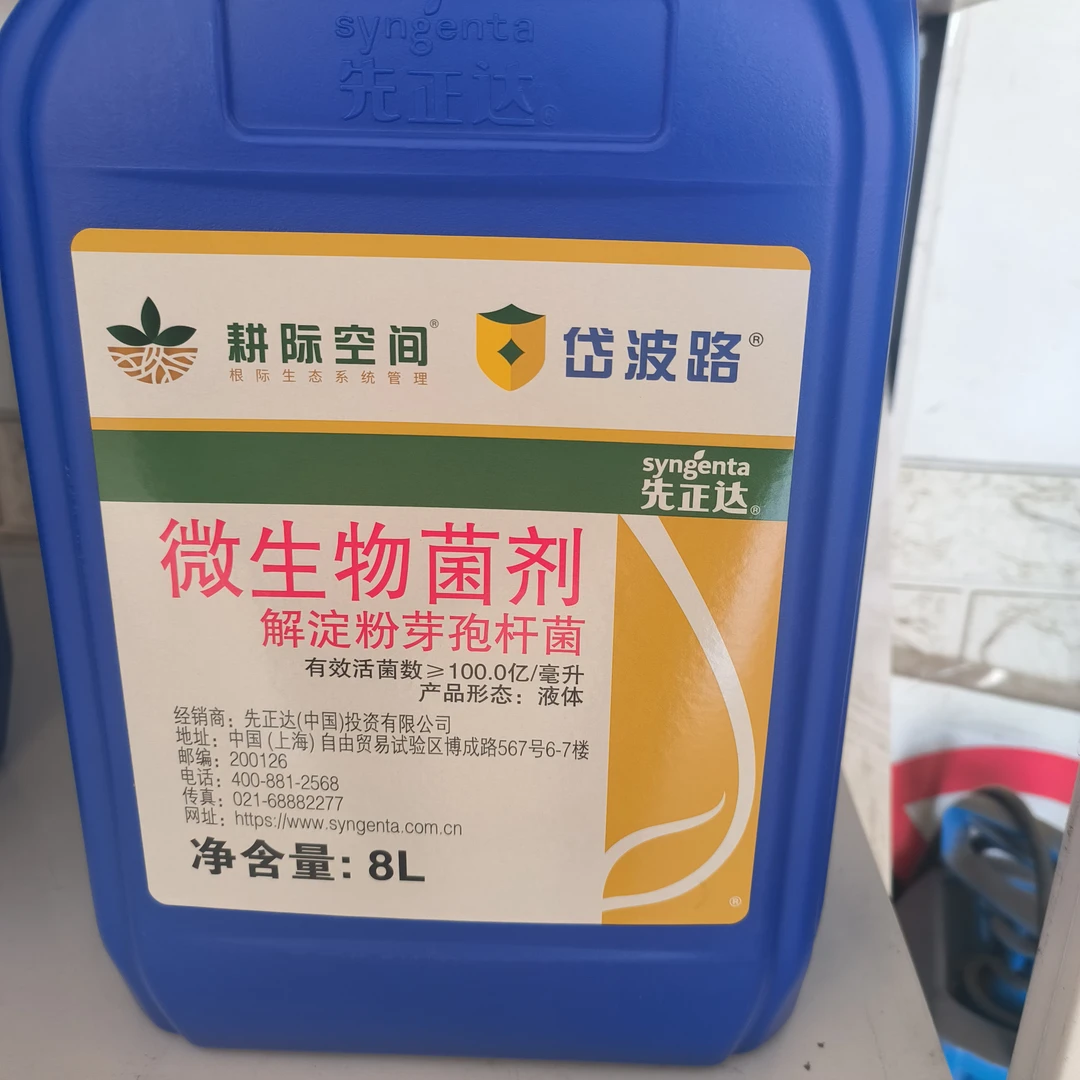 syngenta
先正达®
耕际空间®
根际生态系统管理
岱波路®
syngenta
先正达®
微生物菌剂
解淀粉芽孢杆菌
有效活菌数≥100.0亿/毫升
产品形态：液体
经销商：先正达(中国)投资有限公司
地址：中国 (上海) 自由贸易试验区博成路567号6-7楼
邮编：200126
电话：400-881-2568
传真：021-68882277
网址：https://www.syngenta.com.cn
净含量：8L
®